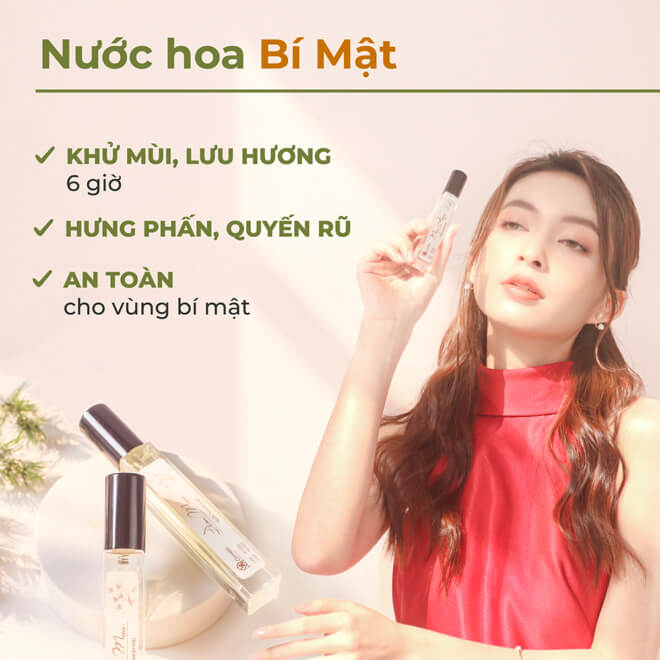 Nước hoa Bí Mật
KHỬ MÙI, LƯU HƯƠNG
6 giờ
HƯNG PHẤN, QUYẾN RŨ
AN TOÀN
cho vùng bí mật